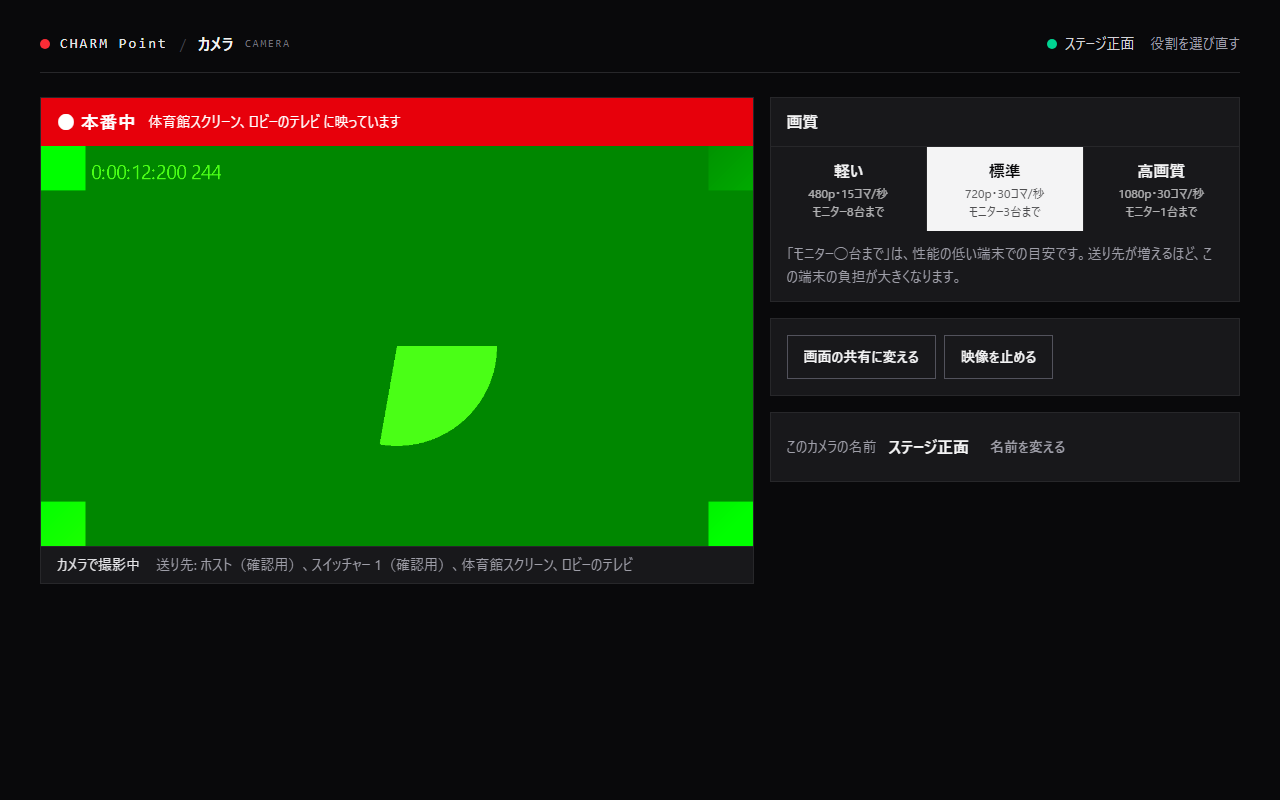 CHARM Point / カメラ CAMERA
ステージ正面 役割を選び直す
本番中 体育館スクリーン、ロビーのテレビ に映っています
0:00:12:200 244
カメラで撮影中 送り先: ホスト（確認用）、スイッチャー 1（確認用）、体育館スクリーン、ロビーのテレビ
画質
軽い
480p･15コマ/秒
モニター8台まで
標準
720p･30コマ/秒
モニター3台まで
高画質
1080p･30コマ/秒
モニター1台まで
「モニター◯台まで」は、性能の低い端末での目安です。送り先が増えるほど、こ
の端末の負担が大きくなります。
画面の共有に変える 映像を止める
このカメラの名前 ステージ正面 名前を変える